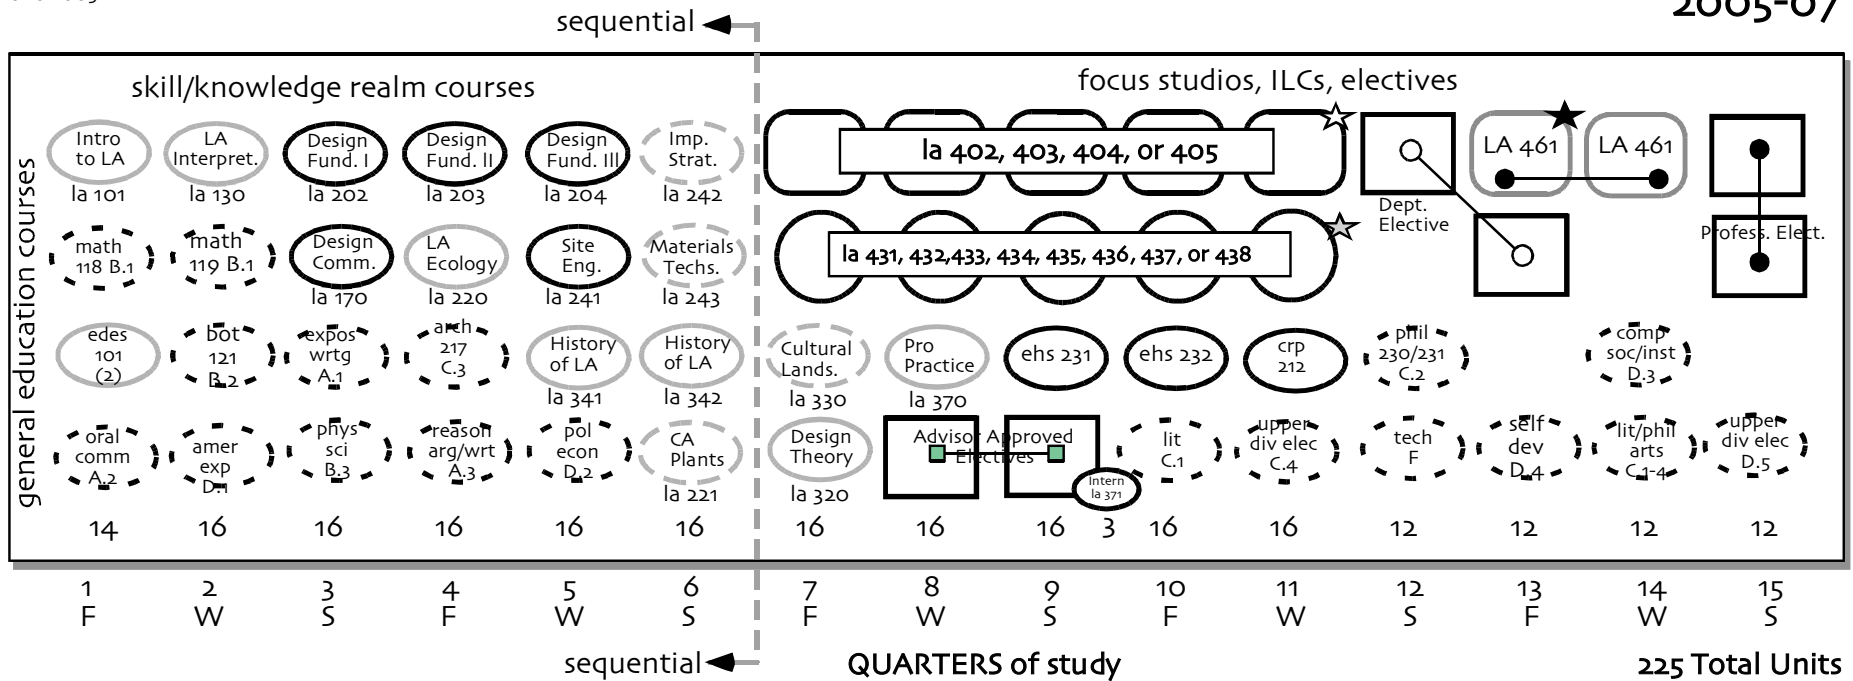 2005-07
sequential
skill/knowledge realm courses
focus studios, ILCs, electives
general education courses
Intro
to LA
la 101
LA
Interpret.
la 130
Design
Fund. I
la 202
Design
Fund. II
la 203
Design
Fund. III
la 204
Imp.
Strat.
la 242
la 402, 403, 404, or 405
Dept.
Elective
LA 461
LA 461
math
118 B.1
math
119 B.1
Design
Comm.
la 170
LA
Ecology
la 220
Site
Eng.
la 241
Materials
Techs.
la 243
la 431, 432,433, 434, 435, 436, 437, or 438
Profess. Elect.
edes
101
(2)
bot
121
B.2
expos
wrtg
A.1
arch
217
C.3
History
of LA
la 341
History
of LA
la 342
Cultural
Lands.
la 330
Pro
Practice
la 370
ehs 231
ehs 232
crp
212
phil
230/231
C.2
comp
soc/inst
D.3
oral
comm
A.2
amer
exp
D.1
phys
sci
B.3
reason
arg/wrt
A.3
pol
econ
D.2
CA
Plants
la 221
Design
Theory
la 320
Advisor Approved
Electives
Intern
la 371
lit
C.1
upper
div elec
C.4
tech
F
self
dev
D.4
lit/phil
arts
C.1-4
upper
div elec
D.5
14 16 16 16 16 16 16 16 16 3 16 16 12 12 12 12
1 2 3 4 5 6 7 8 9 10 11 12 13 14 15
F W S F W S F W S F W S F W S
sequential
QUARTERS of study
225 Total Units